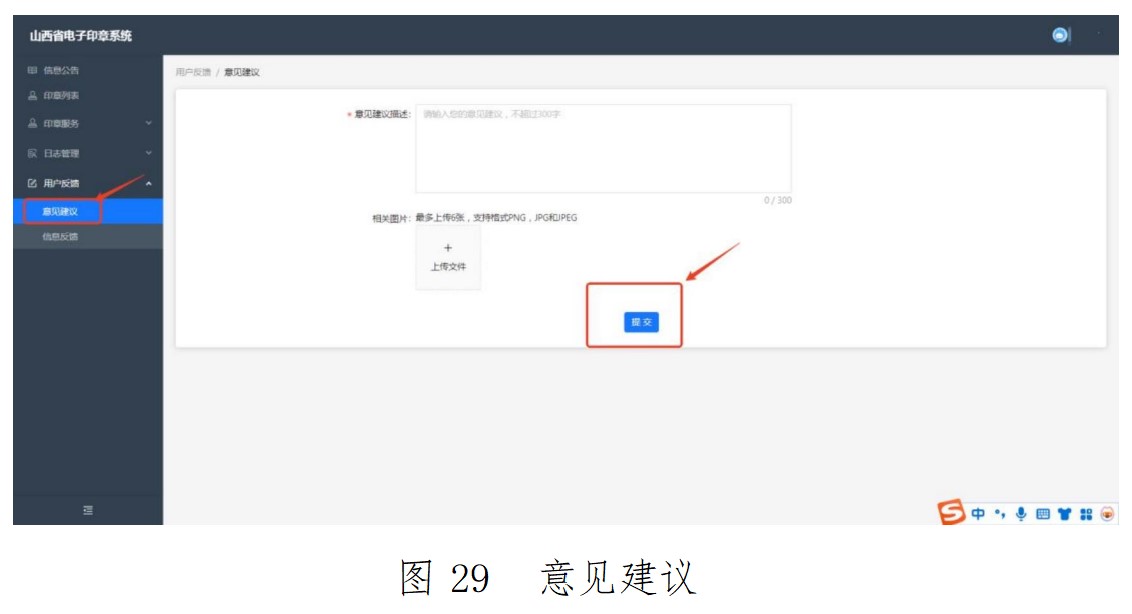 山西省电子印章系统
信息公告
印章列表
印章服务
日志管理
用户反馈
意见建议
信息反馈
用户反馈 / 意见建议
* 意见建议描述: 请输入您的意见建议，不超过300字
0 / 300
相关图片: 最多上传6张，支持格式PNG，JPG和JPEG
+
上传文件
提交
S 中
图 29 意见建议